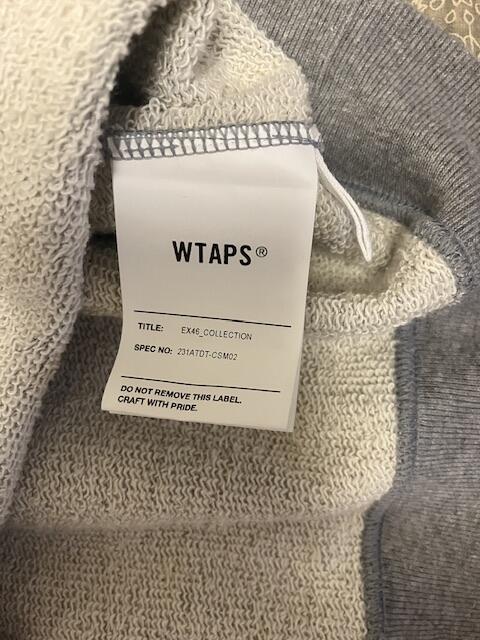 WTAPS®
TITLE: EX46_COLLECTION
SPEC NO: 231ATDT-CSM02
DO NOT REMOVE THIS LABEL.
CRAFT WITH PRIDE.